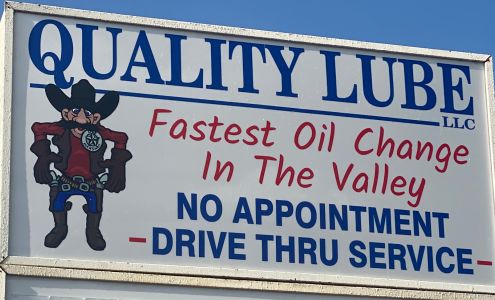 QUALITY LUBE
LLC
Fastest Oil Change
In The Valley
NO APPOINTMENT
-DRIVE THRU SERVICE-